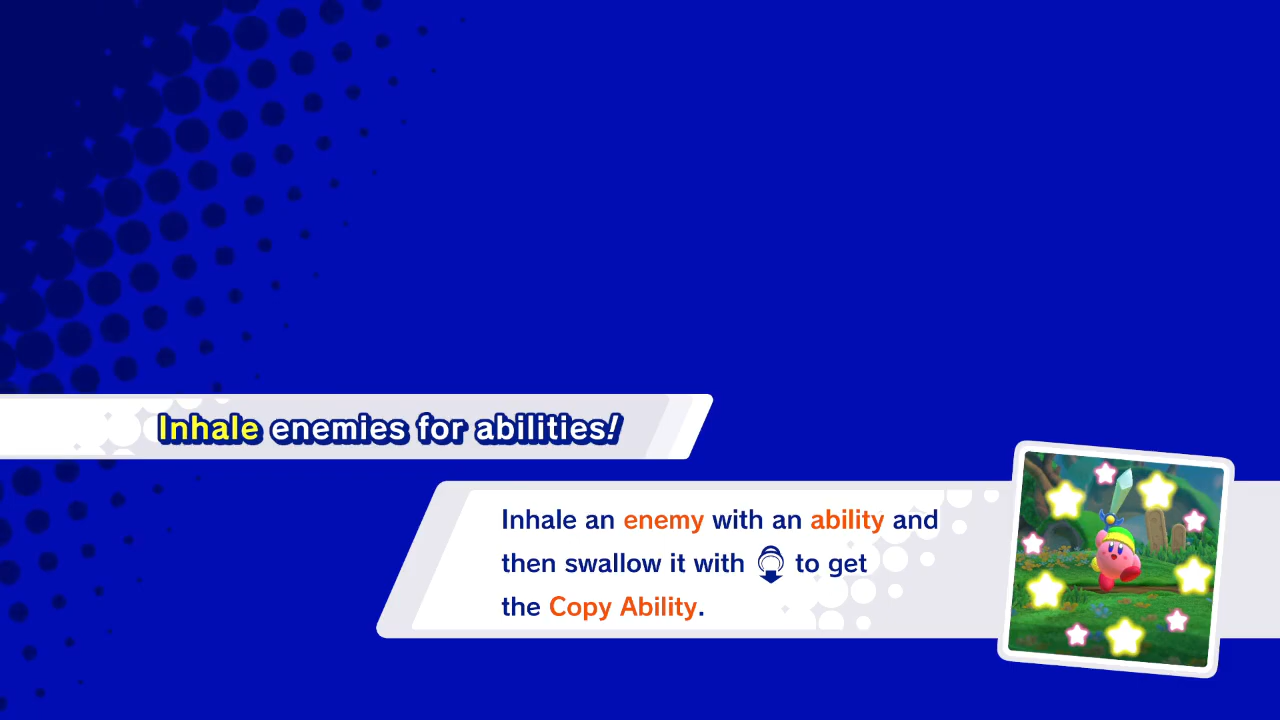 Inhale enemies for abilities!
Inhale an enemy with an ability and
then swallow it with to get
the Copy Ability.